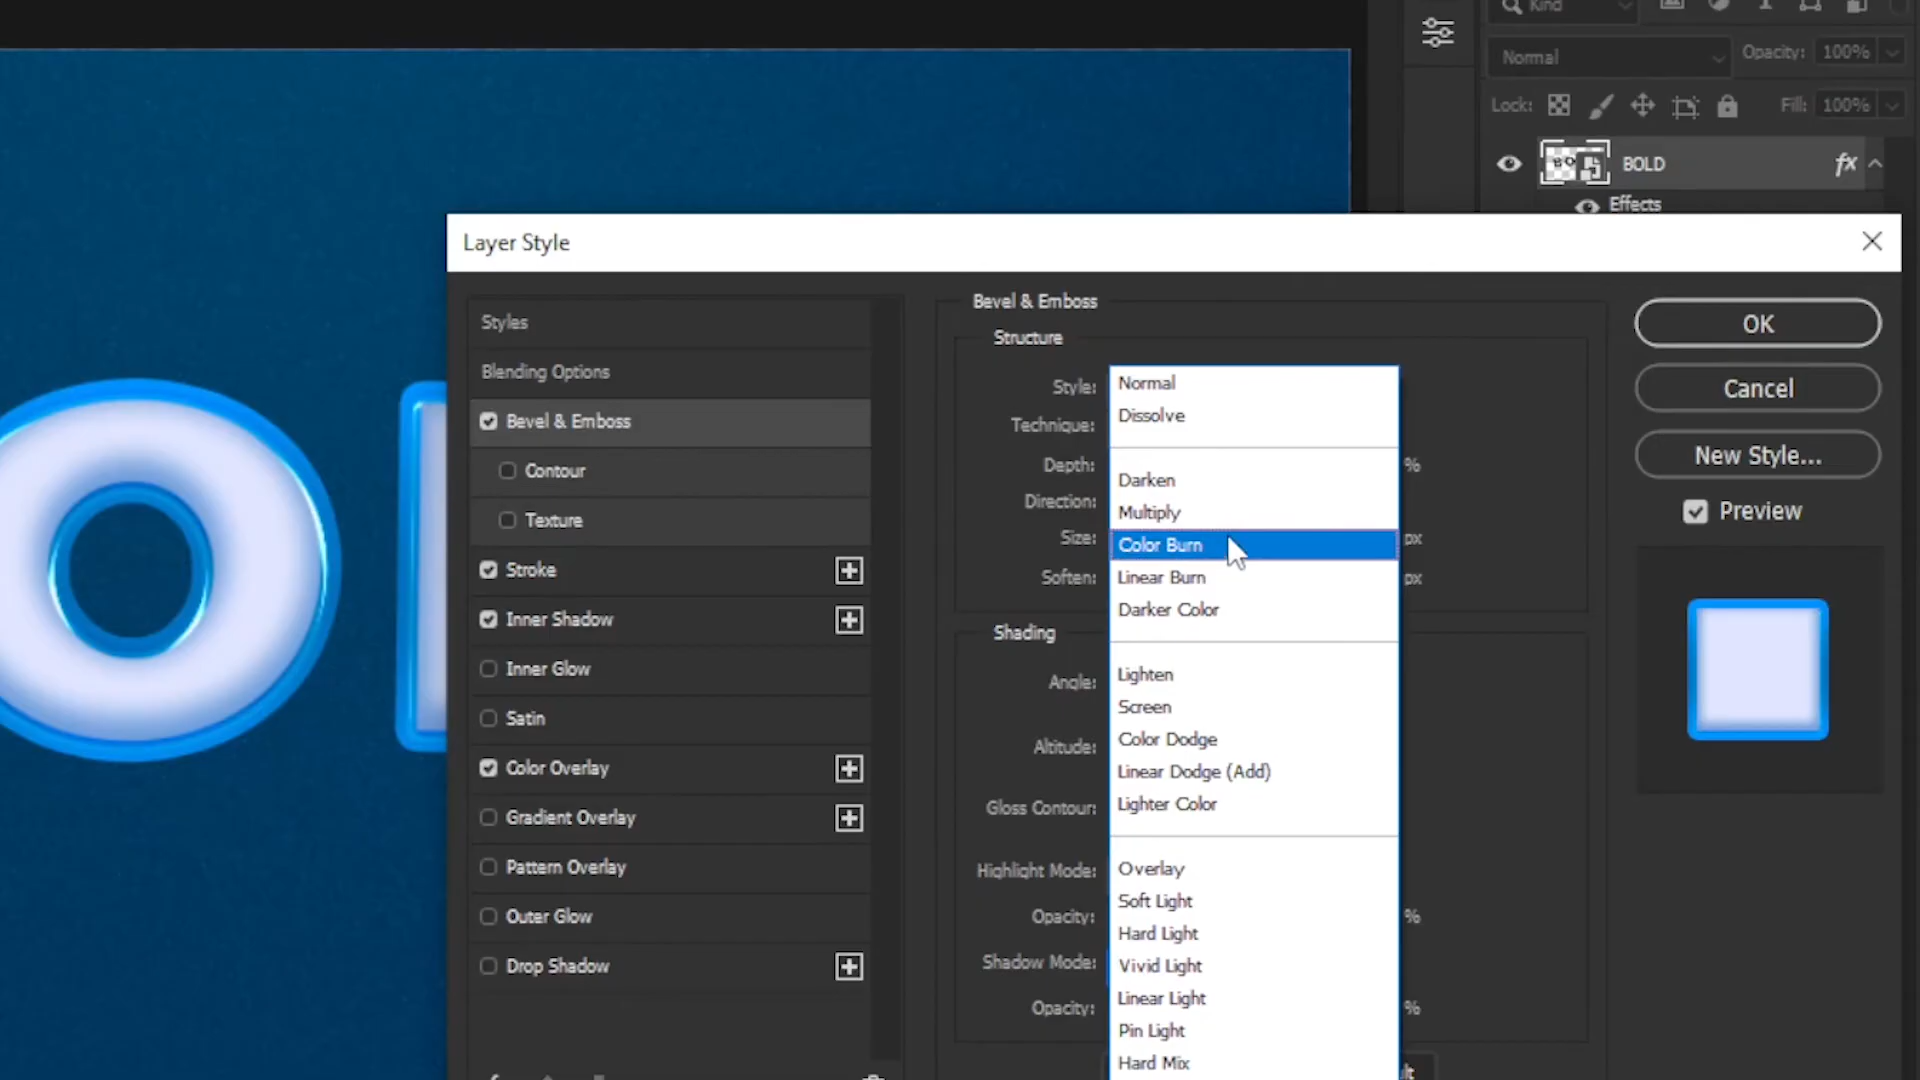 Kind
Normal
Opacity: 100%
Lock:
Fill: 100%
BOLD
fx
Effects
Layer Style
Styles
Blending Options
Bevel & Emboss
Contour
Texture
Stroke
Inner Shadow
Inner Glow
Satin
Color Overlay
Gradient Overlay
Pattern Overlay
Outer Glow
Drop Shadow
Bevel & Emboss
Structure
Style:
Technique:
Depth: %
Direction:
Size: px
Soften: px
Shading
Angle:
Altitude:
Gloss Contour:
Highlight Mode:
Opacity: %
Shadow Mode:
Opacity: %
Normal
Dissolve
Darken
Multiply
Color Burn
Linear Burn
Darker Color
Lighten
Screen
Color Dodge
Linear Dodge (Add)
Lighter Color
Overlay
Soft Light
Hard Light
Vivid Light
Linear Light
Pin Light
Hard Mix
OK
Cancel
New Style...
Preview
O